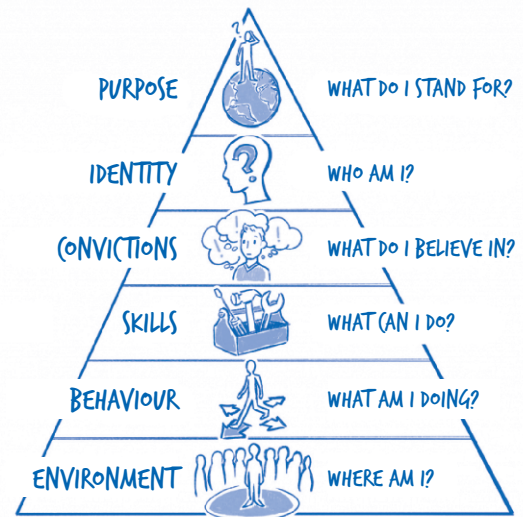 ?
PURPOSE WHAT DO I STAND FOR?
IDENTITY ? WHO AM I?
CONVICTIONS WHAT DO I BELIEVE IN?
SKILLS WHAT CAN I DO?
BEHAVIOUR WHAT AM I DOING?
ENVIRONMENT WHERE AM I?